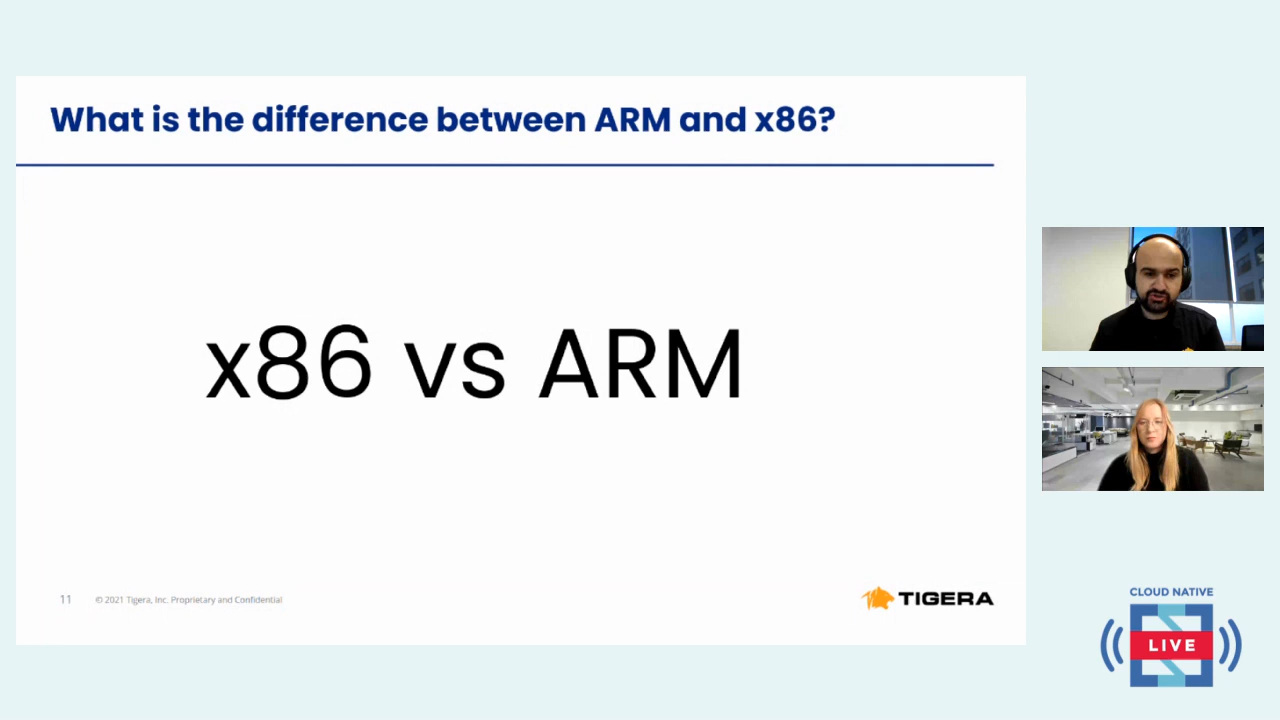 What is the difference between ARM and x86?
x86 vs ARM
11 © 2021 Tigera, Inc. Proprietary and Confidential
TIGERA
CLOUD NATIVE
LIVE